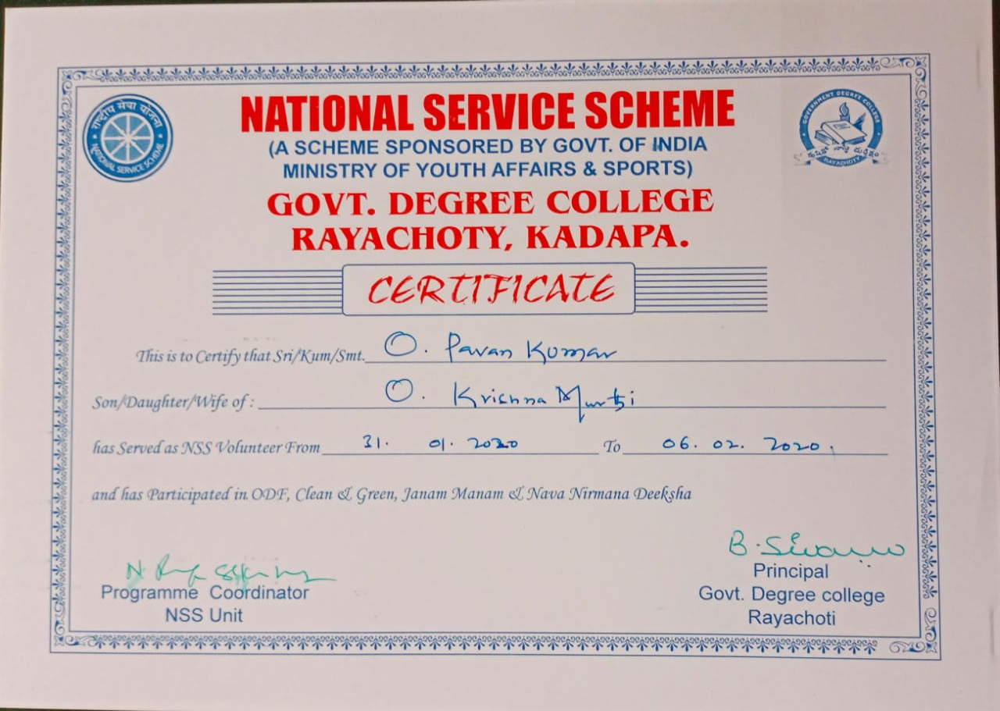 राष्ट्रीय सेवा योजना
NATIONAL SERVICE SCHEME
GOVERNMENT DEGREE COLLEGE
RAYACHOTY
NATIONAL SERVICE SCHEME
(A SCHEME SPONSORED BY GOVT. OF INDIA
MINISTRY OF YOUTH AFFAIRS & SPORTS)
GOVT. DEGREE COLLEGE
RAYACHOTY, KADAPA.
CERTIFICATE
This is to Certify that Sri/Kum/Smt. O. Pavan Kumar
Son/Daughter/Wife of : O. Krishna Murthi
has Served as NSS Volunteer From 31. 01. 2020 To 06. 02. 2020.
and has Participated in ODF, Clean & Green, Janam Manam & Nava Nirmana Deeksha
Programme Coordinator
NSS Unit
Principal
Govt. Degree college
Rayachoti